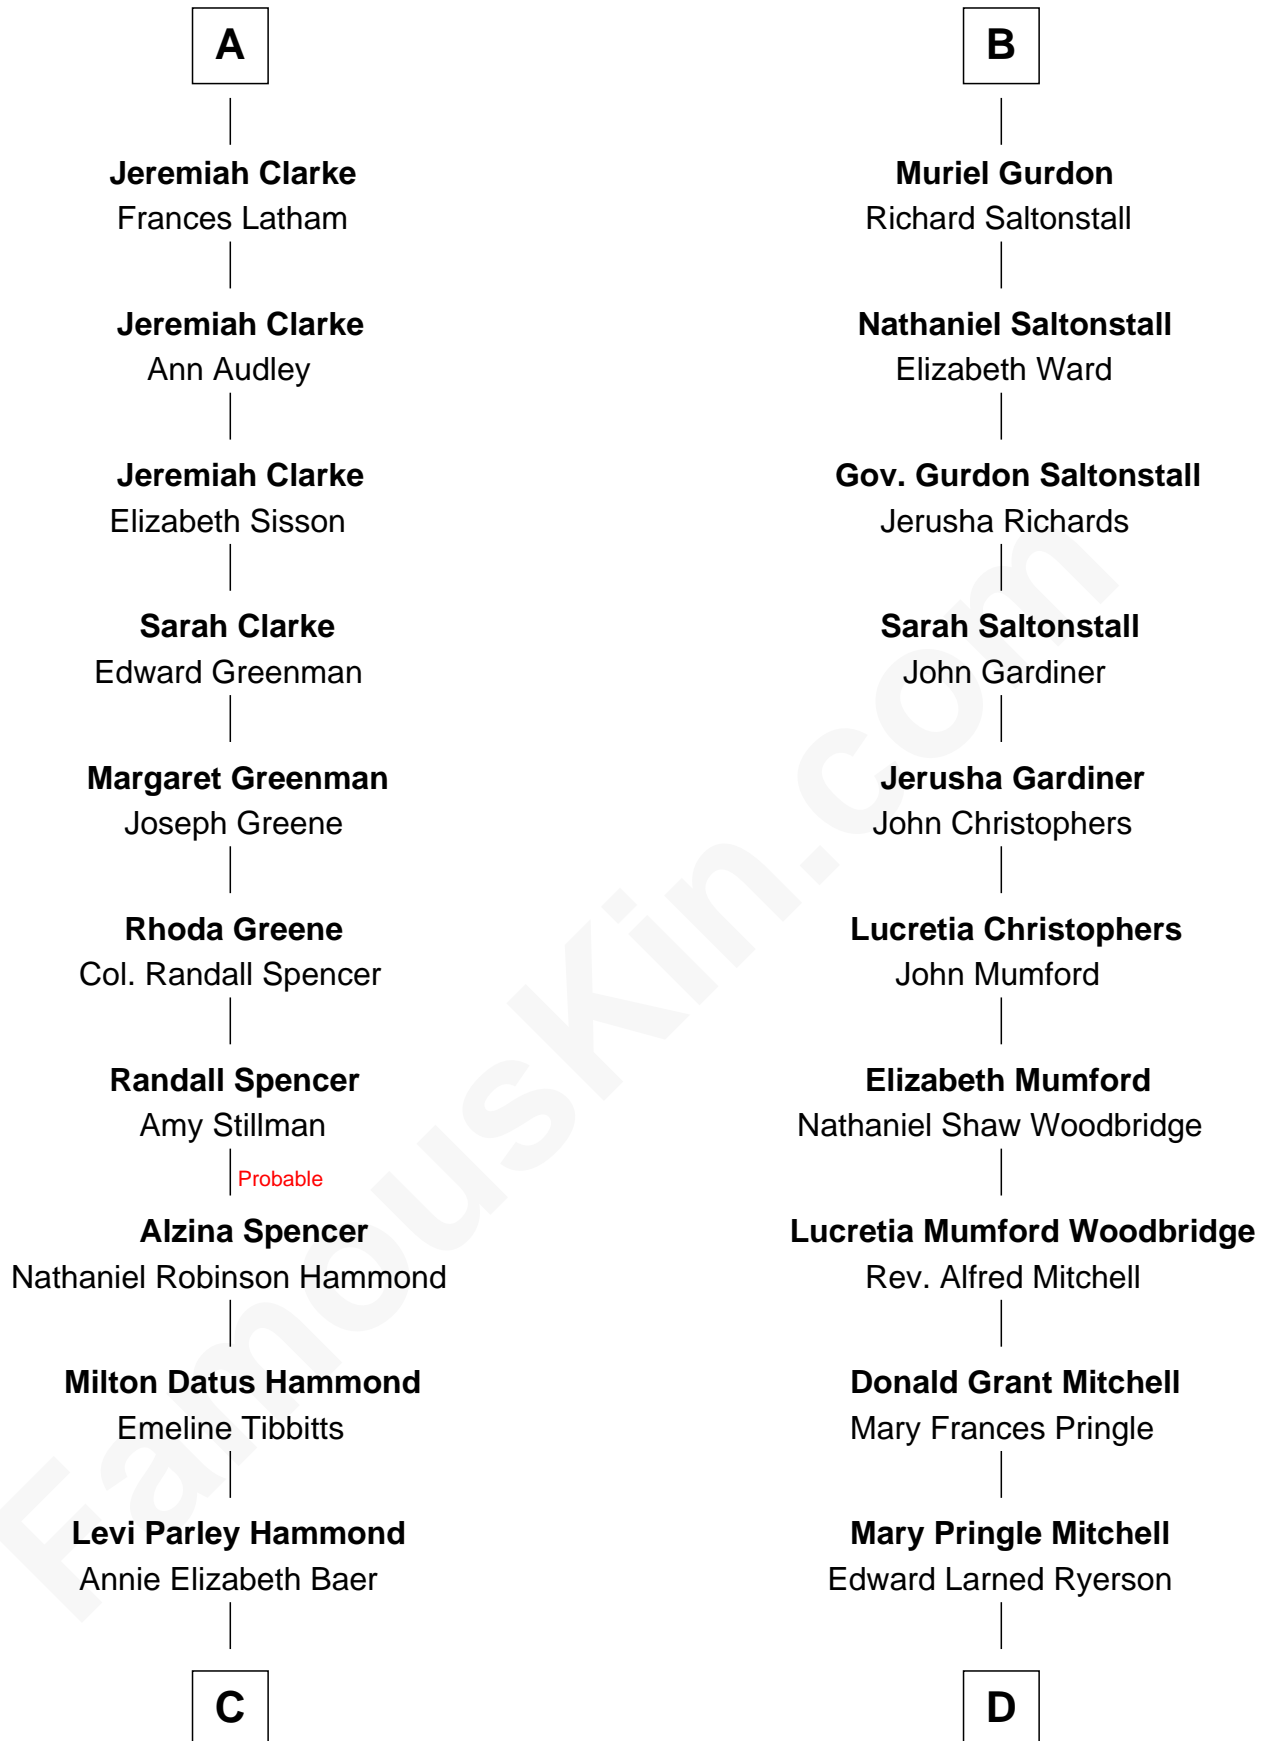 A
Jeremiah Clarke
Frances Latham
Jeremiah Clarke
Ann Audley
Jeremiah Clarke
Elizabeth Sisson
Sarah Clarke
Edward Greenman
Margaret Greenman
Joseph Greene
Rhoda Greene
Col. Randall Spencer
Randall Spencer
Amy Stillman
Probable
Alzina Spencer
Nathaniel Robinson Hammond
Milton Datus Hammond
Emeline Tibbitts
Levi Parley Hammond
Annie Elizabeth Baer
C
B
Muriel Gurdon
Richard Saltonstall
Nathaniel Saltonstall
Elizabeth Ward
Gov. Gurdon Saltonstall
Jerusha Richards
Sarah Saltonstall
John Gardiner
Jerusha Gardiner
John Christophers
Lucretia Christophers
John Mumford
Elizabeth Mumford
Nathaniel Shaw Woodbridge
Lucretia Mumford Woodbridge
Rev. Alfred Mitchell
Donald Grant Mitchell
Mary Frances Pringle
Mary Pringle Mitchell
Edward Larned Ryerson
D
FamousKin.com